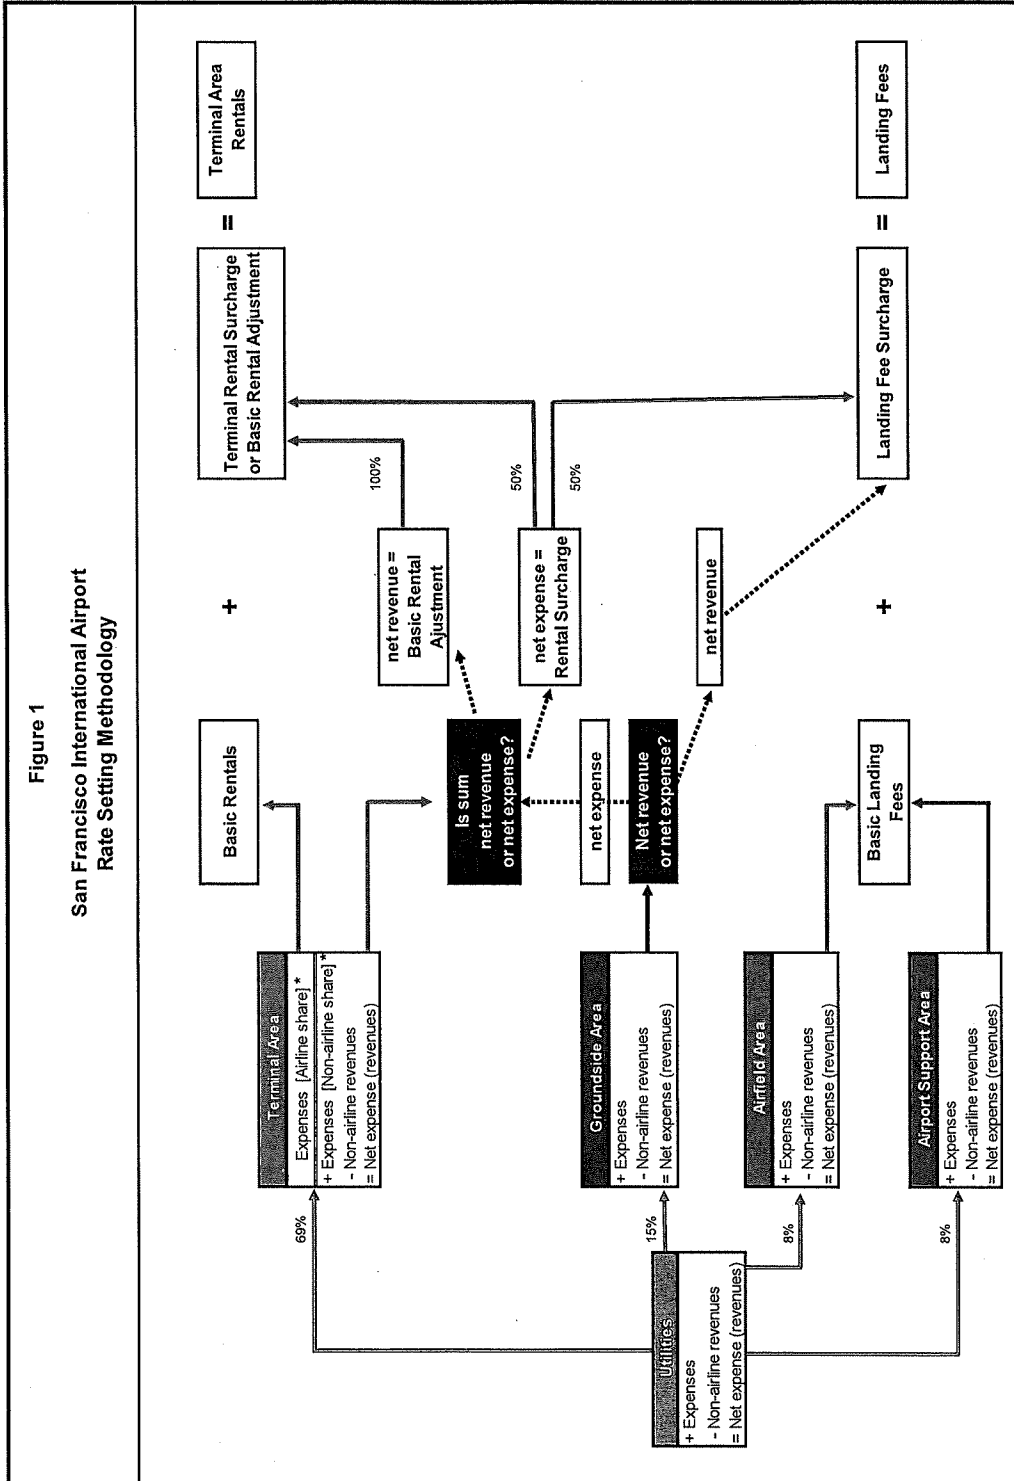 Figure 1
San Francisco International Airport
Rate Setting Methodology
Utilities
+ Expenses
- Non-airline revenues
= Net expense (revenues)
69%
15%
8%
8%
Terminal Area
Expenses [Airline share] *
+ Expenses [Non-airline share] *
- Non-airline revenues
= Net expense (revenues)
Groundside Area
+ Expenses
- Non-airline revenues
= Net expense (revenues)
Airfield Area
+ Expenses
- Non-airline revenues
= Net expense (revenues)
Airport Support Area
+ Expenses
- Non-airline revenues
= Net expense (revenues)
Basic Rentals
Is sum
net revenue
or net expense?
net expense
Net revenue
or net expense?
Basic Landing
Fees
+
net revenue =
Basic Rental
Ajustment
net expense =
Rental Surcharge
net revenue
+
100%
50%
50%
Terminal Rental Surcharge
or Basic Rental Adjustment
Landing Fee Surcharge
=
=
Terminal Area
Rentals
Landing Fees